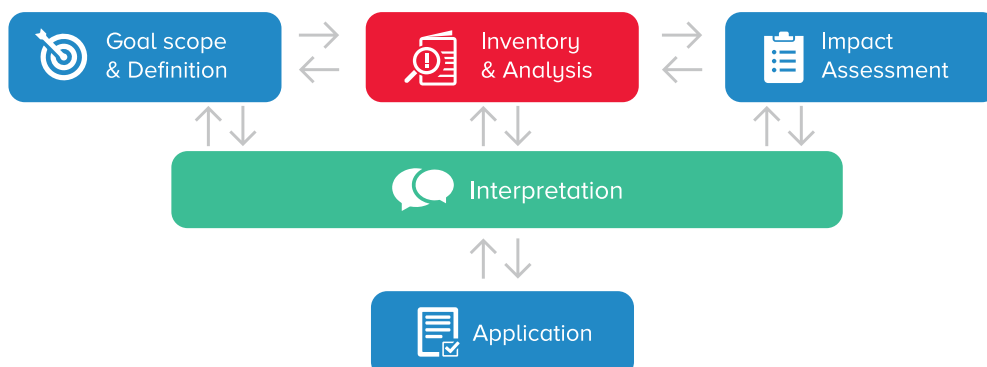 Goal scope
& Definition
Inventory
& Analysis
Impact
Assessment
Interpretation
Application